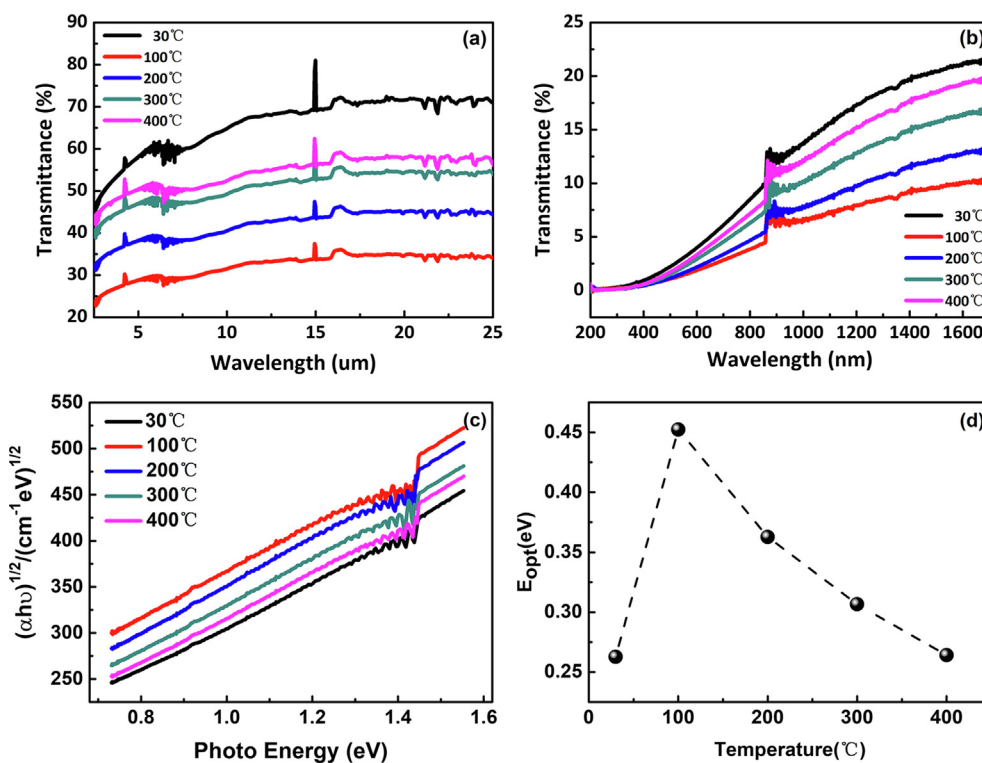 (a)
30℃
100℃
200℃
300℃
400℃
90
80
70
60
50
40
30
20
Transmittance (%)
5 10 15 20 25
Wavelength (um)
(b)
25
20
15
10
5
0
Transmittance (%)
30℃
100℃
200℃
300℃
400℃
200 400 600 800 1000 1200 1400 1600
Wavelength (nm)
(c)
30℃
100℃
200℃
300℃
400℃
550
500
450
400
350
300
250
(αhυ)1/2/(cm-1eV)1/2
0.8 1.0 1.2 1.4 1.6
Photo Energy (eV)
(d)
0.45
0.40
0.35
0.30
0.25
Eopt(eV)
0 100 200 300 400
Temperature(℃)